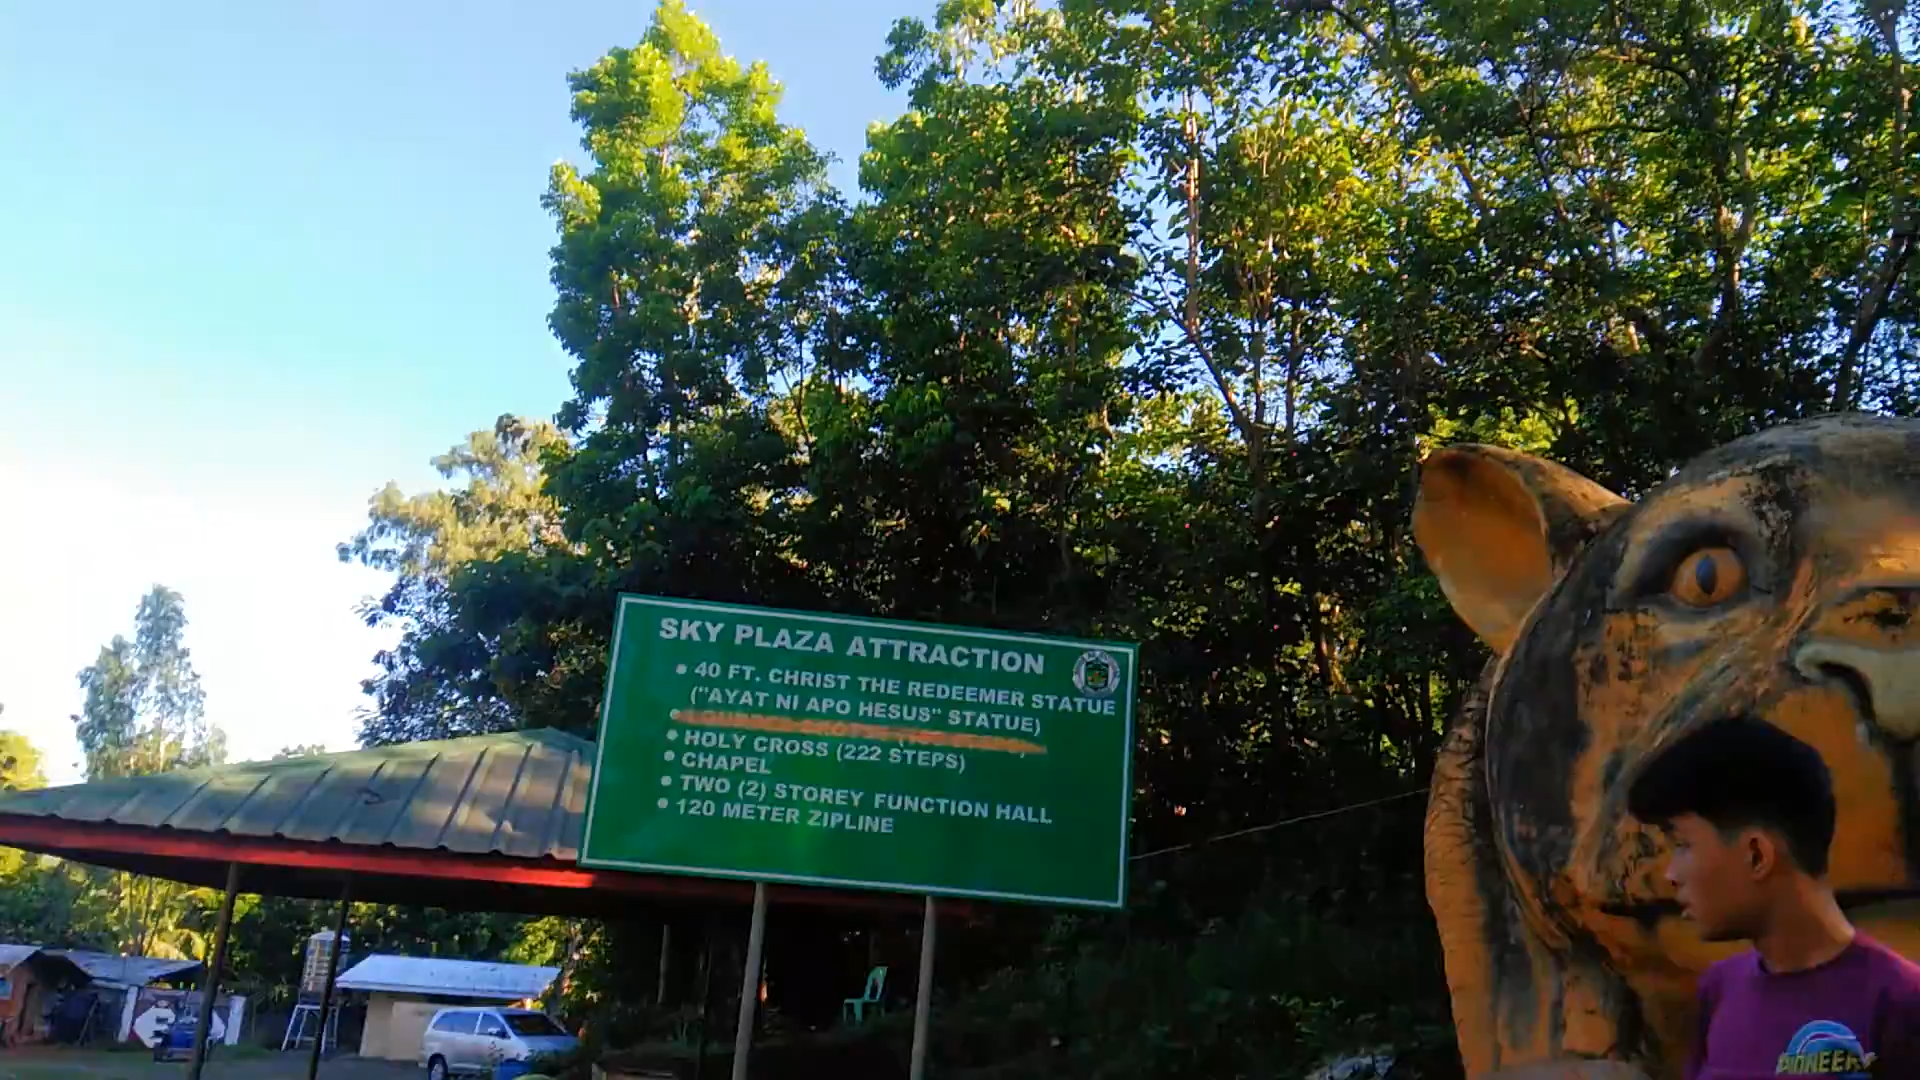 SKY PLAZA ATTRACTION
• 40 FT. CHRIST THE REDEEMER STATUE
("AYAT NI APO HESUS" STATUE)
• HOLY CROSS (222 STEPS)
• CHAPEL
• TWO (2) STOREY FUNCTION HALL
• 120 METER ZIPLINE
PIONEER